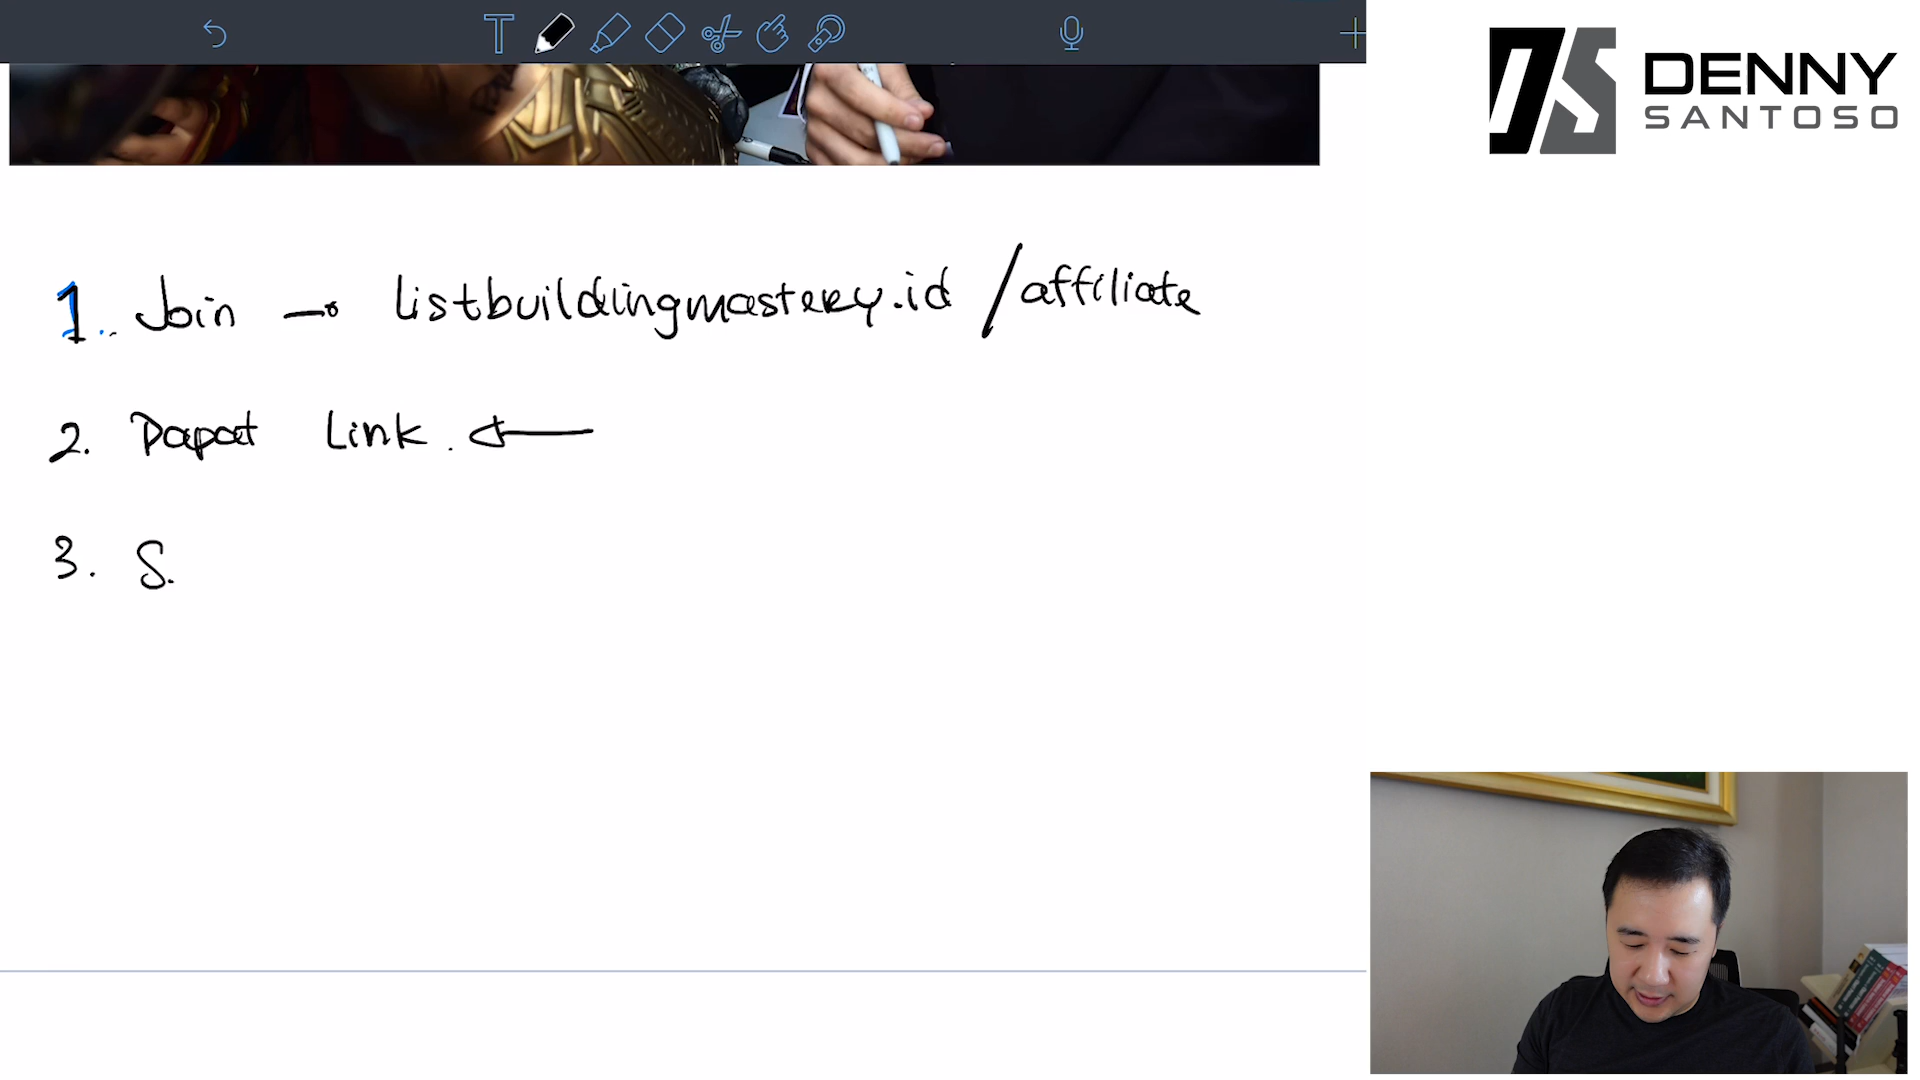 DENNY
SANTOSO
1. Join → listbuildingmastery.id /affiliate
2. Dapat Link. ←
3. S.